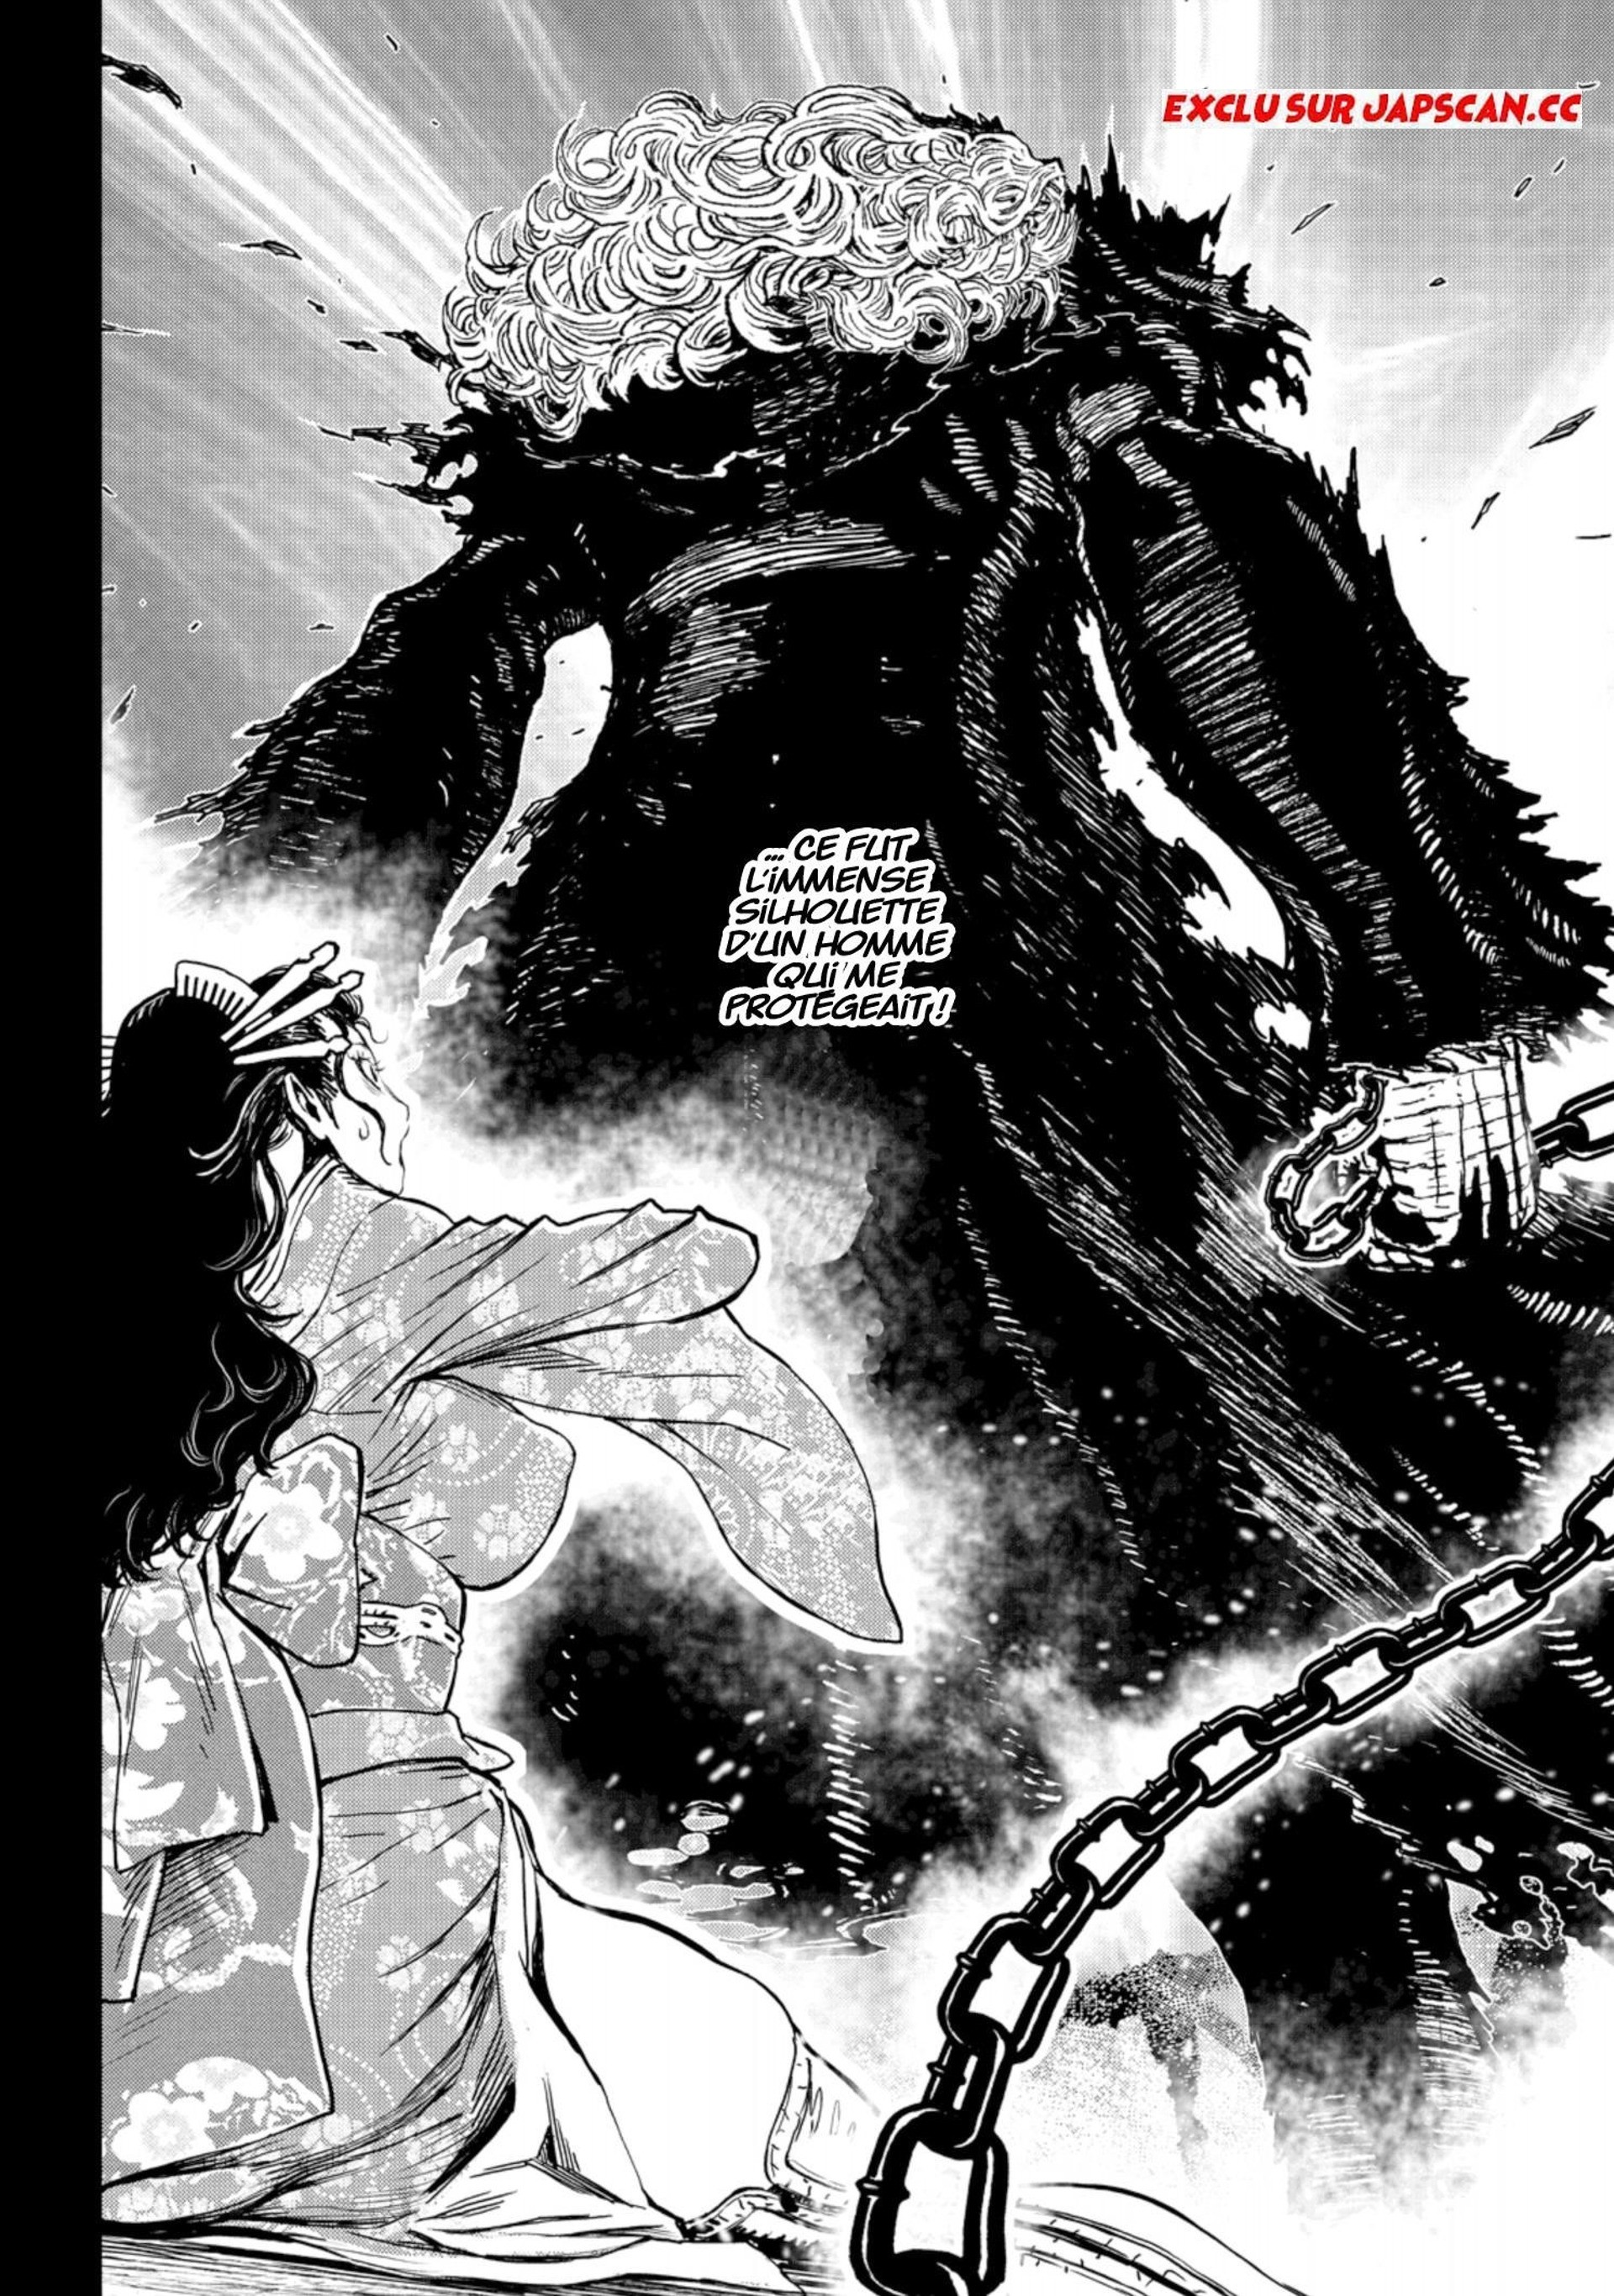 EXCLU SUR JAPSCAN.CC
... CE FUT
L'IMMENSE
SILHOUETTE
D'UN HOMME
QUI ME
PROTÉGEAIT !